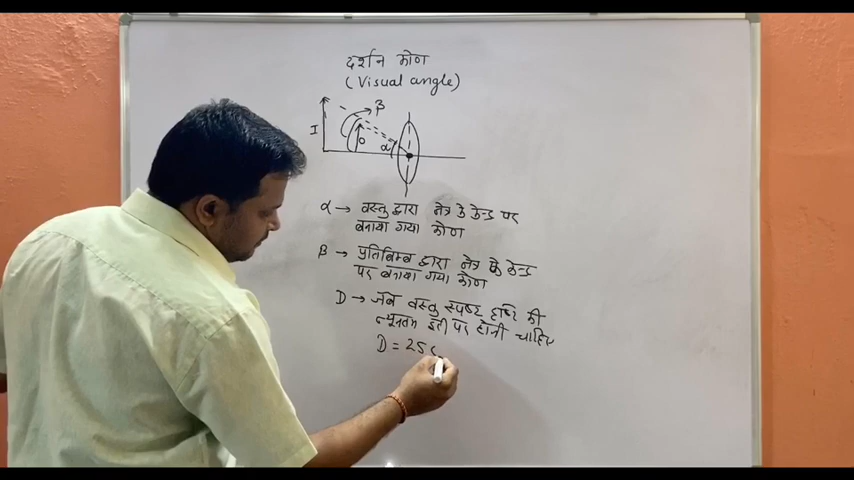 दर्शन कोण
(Visual angle)
β
I
O
α
α → वस्तु द्वारा नेत्र के केन्द्र पर
बनाया गया कोण
β → प्रतिबिम्ब द्वारा नेत्र के केन्द्र
पर बनाया गया कोण
D → जब वस्तु स्पष्ट दृष्टि की
न्यूनतम दूरी पर होनी चाहिए
D = 25 c